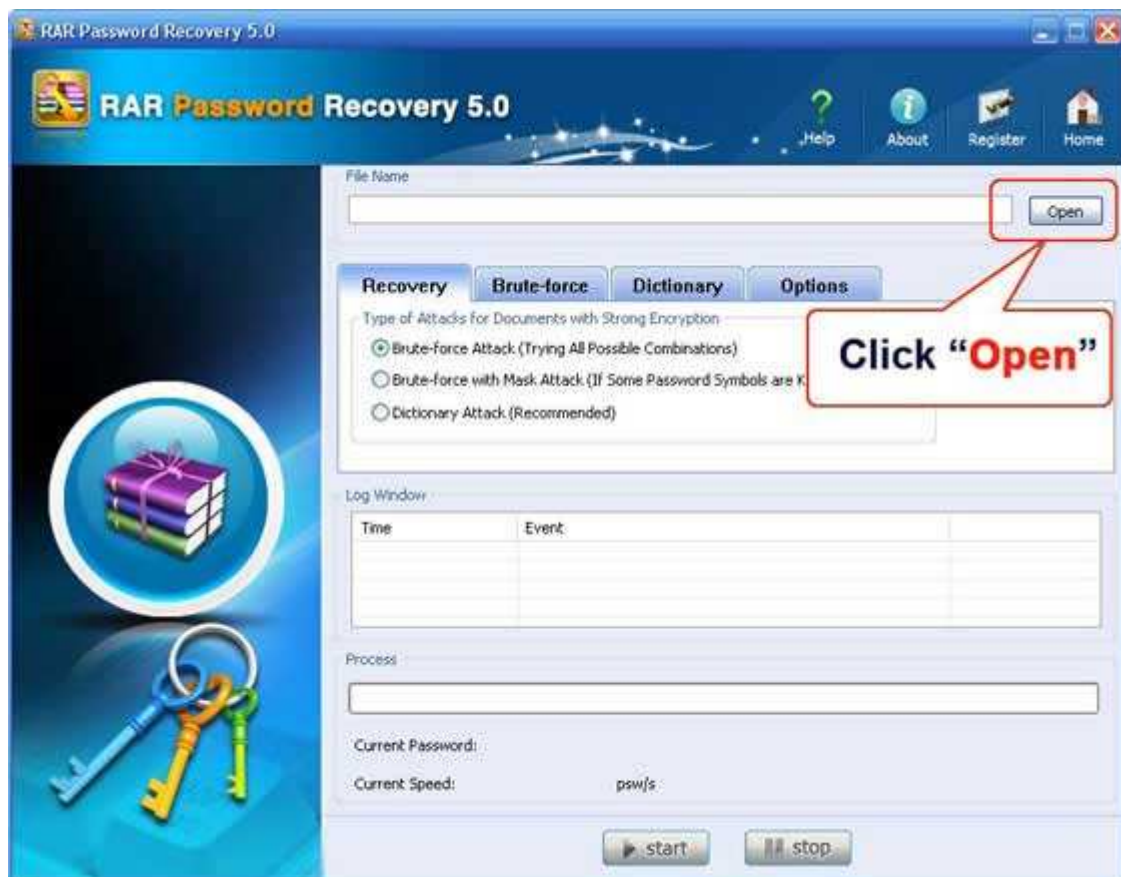 RAR Password Recovery 5.0
RAR Password Recovery 5.0
Help
About
Register
Home
File Name
Open
Click “Open”
Recovery
Brute-force
Dictionary
Options
Type of Attacks for Documents with Strong Encryption
Brute-force Attack (Trying All Possible Combinations)
Brute-force with Mask Attack (If Some Password Symbols are K
Dictionary Attack (Recommended)
Log Window
Time
Event
Process
Current Password:
Current Speed:
psw/s
start
stop